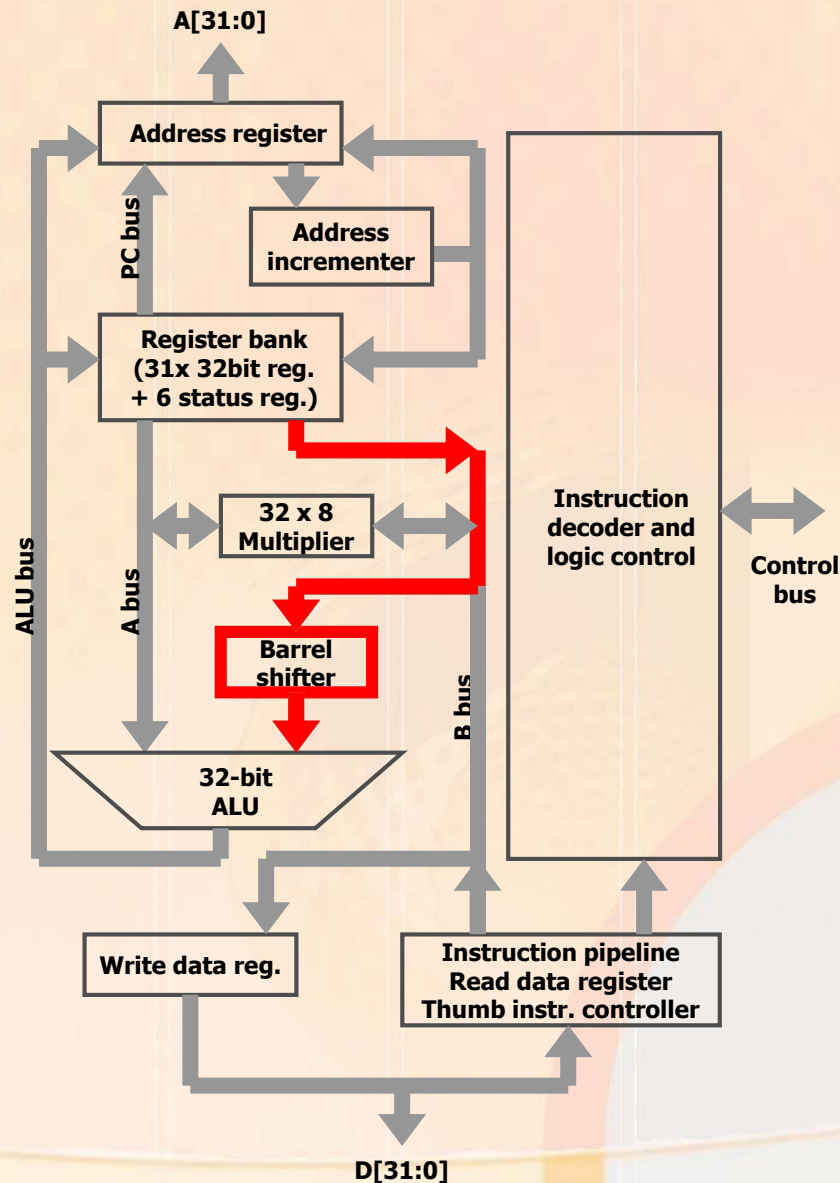 A[31:0]
Address register
PC bus
Address
incrementer
Register bank
(31x 32bit reg.
+ 6 status reg.)
32 x 8
Multiplier
Instruction
decoder and
logic control
Control
bus
ALU bus
A bus
Barrel
shifter
B bus
32-bit
ALU
Write data reg.
Instruction pipeline
Read data register
Thumb instr. controller
D[31:0]